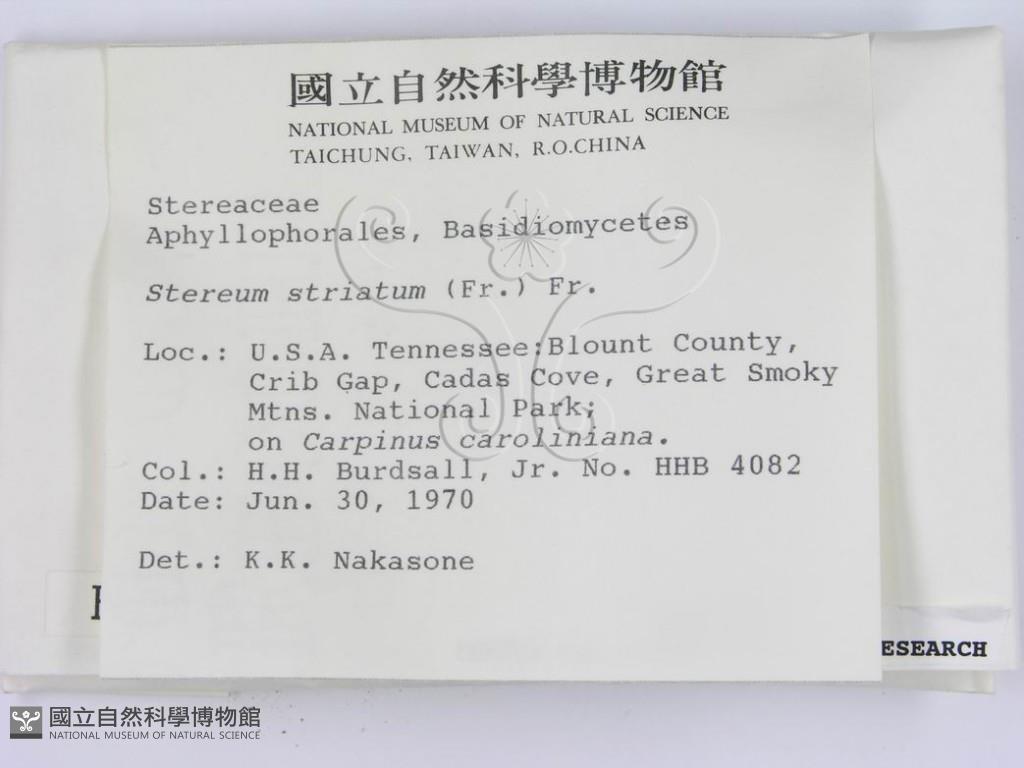 國立自然科學博物館
NATIONAL MUSEUM OF NATURAL SCIENCE
TAICHUNG, TAIWAN, R.O.CHINA
Stereaceae
Aphyllophorales, Basidiomycetes
Stereum striatum (Fr.) Fr.
Loc.: U.S.A. Tennessee:Blount County,
Crib Gap, Cadas Cove, Great Smoky
Mtns. National Park;
on Carpinus caroliniana.
Col.: H.H. Burdsall, Jr. No. HHB 4082
Date: Jun. 30, 1970
Det.: K.K. Nakasone
ESEARCH
國立自然科學博物館
NATIONAL MUSEUM OF NATURAL SCIENCE